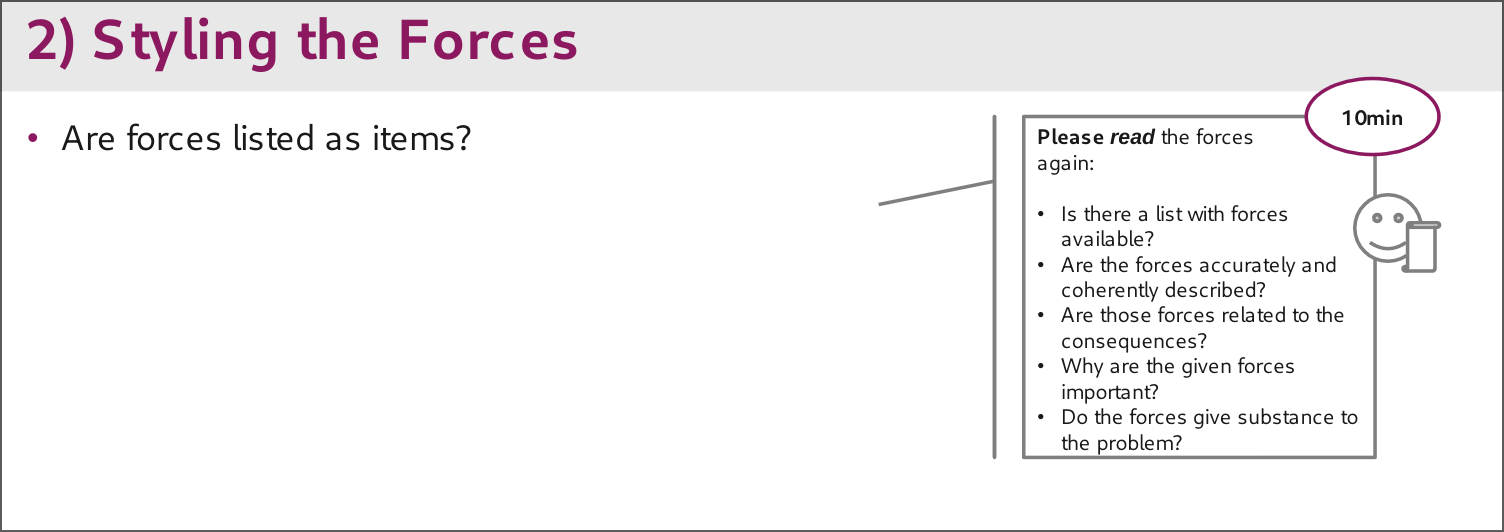 2) Styling the Forces
• Are forces listed as items?
10min
Please read the forces
again:
• Is there a list with forces
available?
• Are the forces accurately and
coherently described?
• Are those forces related to the
consequences?
• Why are the given forces
important?
• Do the forces give substance to
the problem?